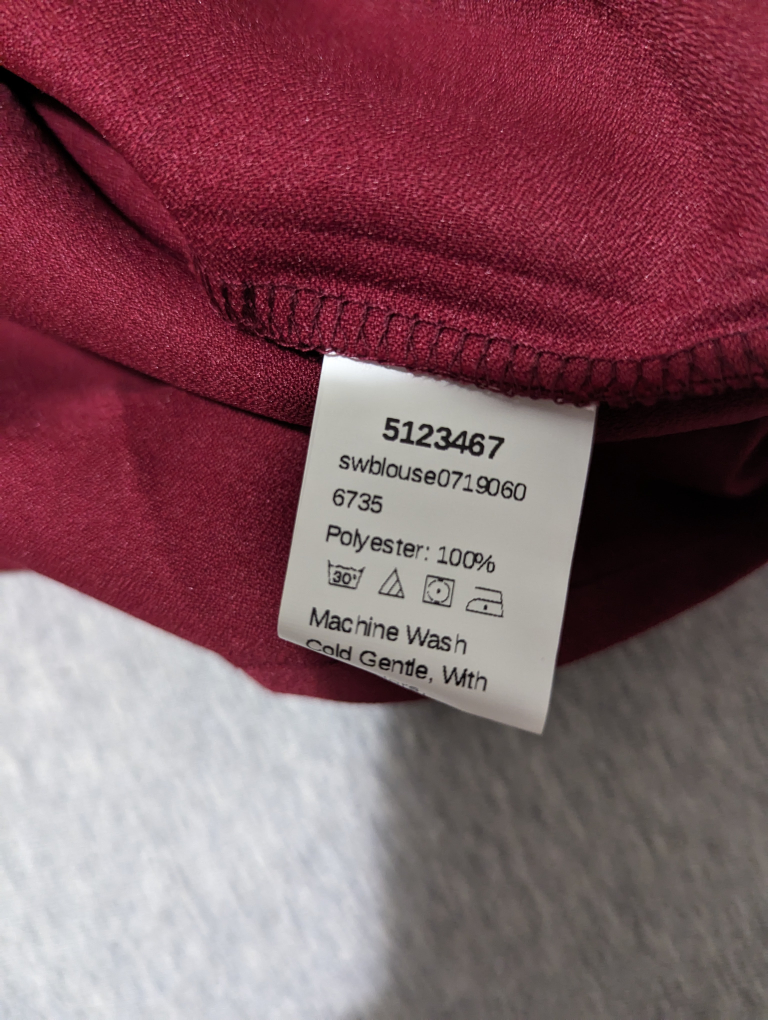 5123467
swblouse0719060
6735
Polyester: 100%
30°
Machine Wash
Cold Gentle, With